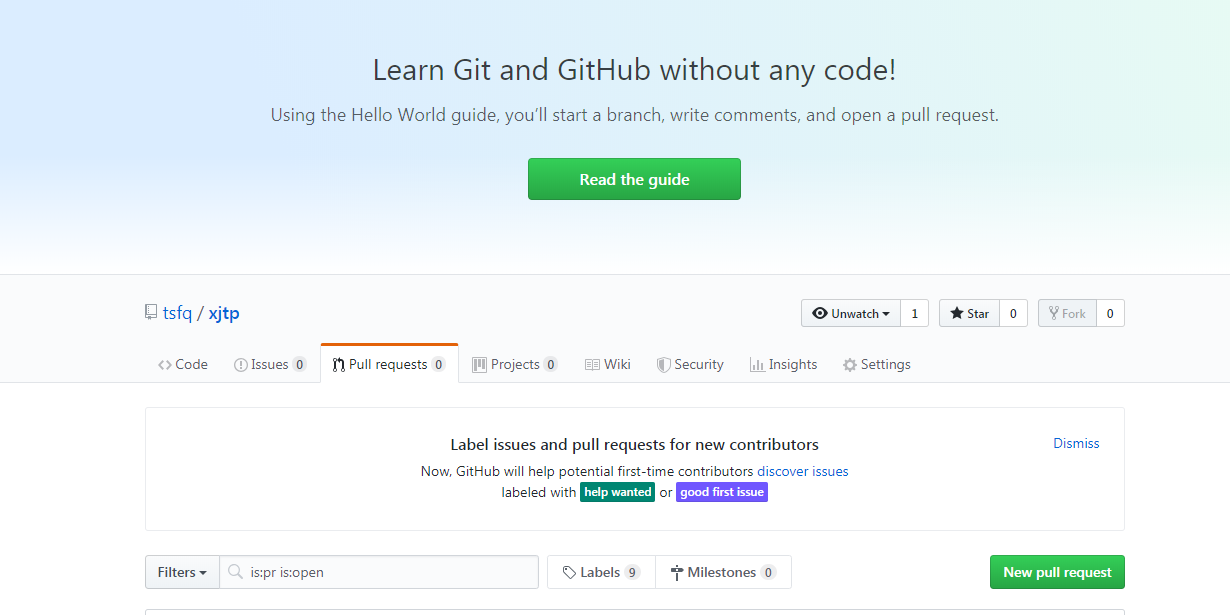 Learn Git and GitHub without any code!
Using the Hello World guide, you’ll start a branch, write comments, and open a pull request.
Read the guide
tsfq / xjtp
Unwatch 1 Star 0 Fork 0
Code Issues 0 Pull requests 0 Projects 0 Wiki Security Insights Settings
Label issues and pull requests for new contributors
Dismiss
Now, GitHub will help potential first-time contributors discover issues
labeled with help wanted or good first issue
Filters is:pr is:open Labels 9 Milestones 0 New pull request